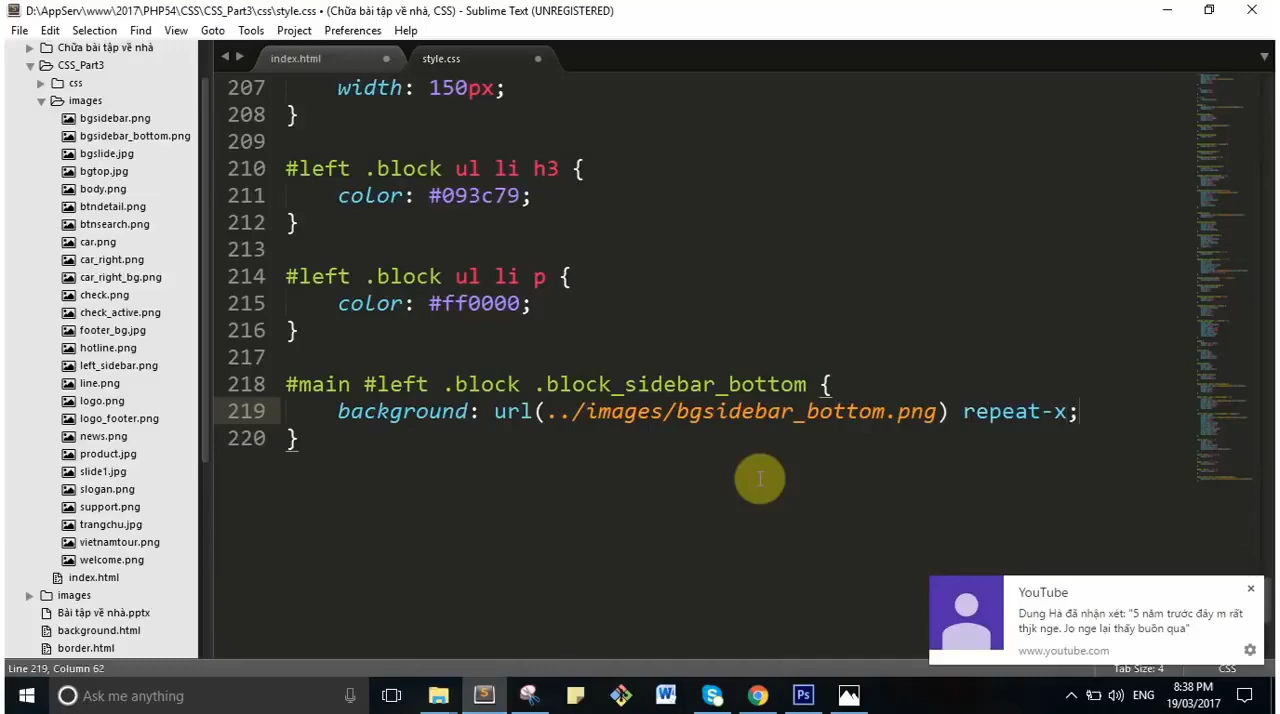 D:\AppServ\www\2017\PHP54\CSS\CSS_Part3\css\style.css • (Chữa bài tập về nhà, CSS) - Sublime Text (UNREGISTERED)
File Edit Selection Find View Goto Tools Project Preferences Help
Chữa bài tập về nhà
CSS_Part3
css
images
bgsidebar.png
bgsidebar_bottom.png
bgslide.jpg
bgtop.jpg
body.png
btndetail.png
btnsearch.png
car.png
car_right.png
car_right_bg.png
check.png
check_active.png
footer_bg.jpg
hotline.png
left_sidebar.png
line.png
logo.png
logo_footer.png
news.png
product.jpg
slide1.jpg
slogan.png
support.png
trangchu.jpg
vietnamtour.png
welcome.png
index.html
images
Bài tập về nhà.pptx
background.html
border.html
index.html
style.css
207 width: 150px;
208 }
209
210 #left .block ul li h3 {
211 color: #093c79;
212 }
213
214 #left .block ul li p {
215 color: #ff0000;
216 }
217
218 #main #left .block .block_sidebar_bottom {
219 background: url(../images/bgsidebar_bottom.png) repeat-x;
220 }
YouTube
Dung Hà đã nhận xét: "5 năm trước đây m rất
thjk nge. Jo nge lai thấy buồn qua"
www.youtube.com
Line 219, Column 62
Tab Size: 4
CSS
Ask me anything
ENG
8:38 PM
19/03/2017